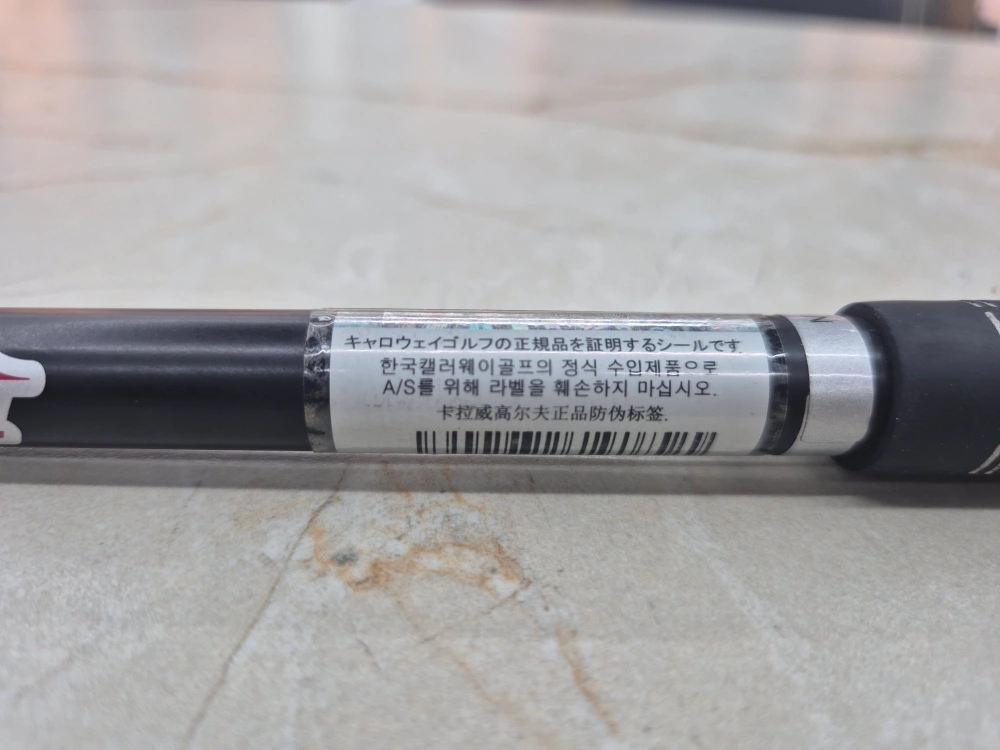 キャロウェイゴルフの正規品を証明するシールです.
한국캘러웨이골프의 정식 수입제품으로
A/S를 위해 라벨을 훼손하지 마십시오.
卡拉威高尔夫正品防伪标签.